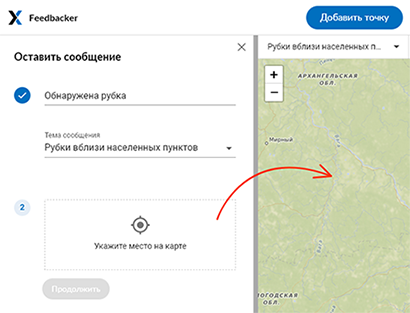 Feedbacker
Добавить точку
Оставить сообщение
Обнаружена рубка
Тема сообщения
Рубки вблизи населенных пунктов
2
Укажите место на карте
Продолжить
Рубки вблизи населенных п...
+
−
АРХАНГЕЛЬСКАЯ
ОБЛ.
Мирный
ОГОДСКАЯ
ОБЛ.